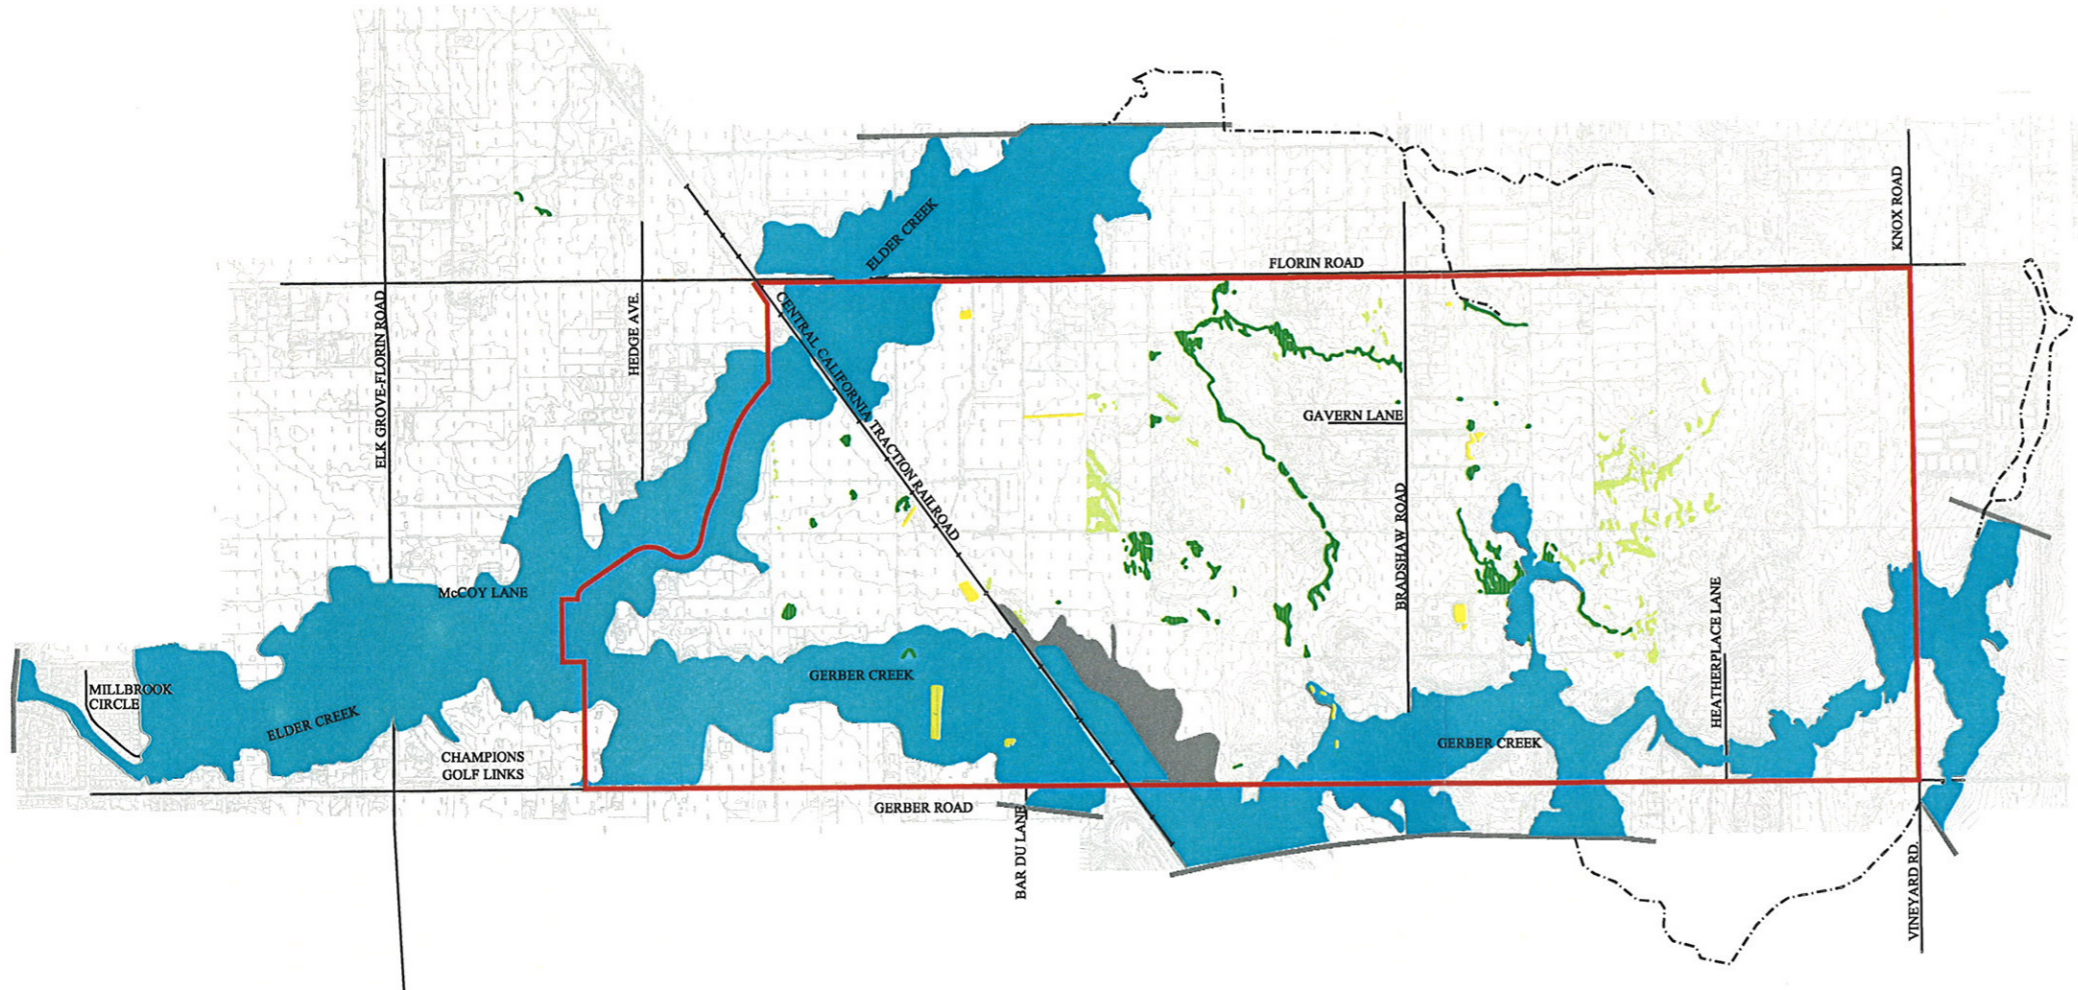 KNOX ROAD
ELDER CREEK
FLORIN ROAD
ELK GROVE-FLORIN ROAD
HEDGE AVE.
CENTRAL CALIFORNIA TRACTION RAILROAD
GAVERN LANE
BRADSHAW ROAD
McCOY LANE
HEATHERPLACE LANE
GERBER CREEK
MILLBROOK
CIRCLE
ELDER CREEK
GERBER CREEK
CHAMPIONS
GOLF LINKS
GERBER ROAD
BAR DU LANE
VINEYARD RD.